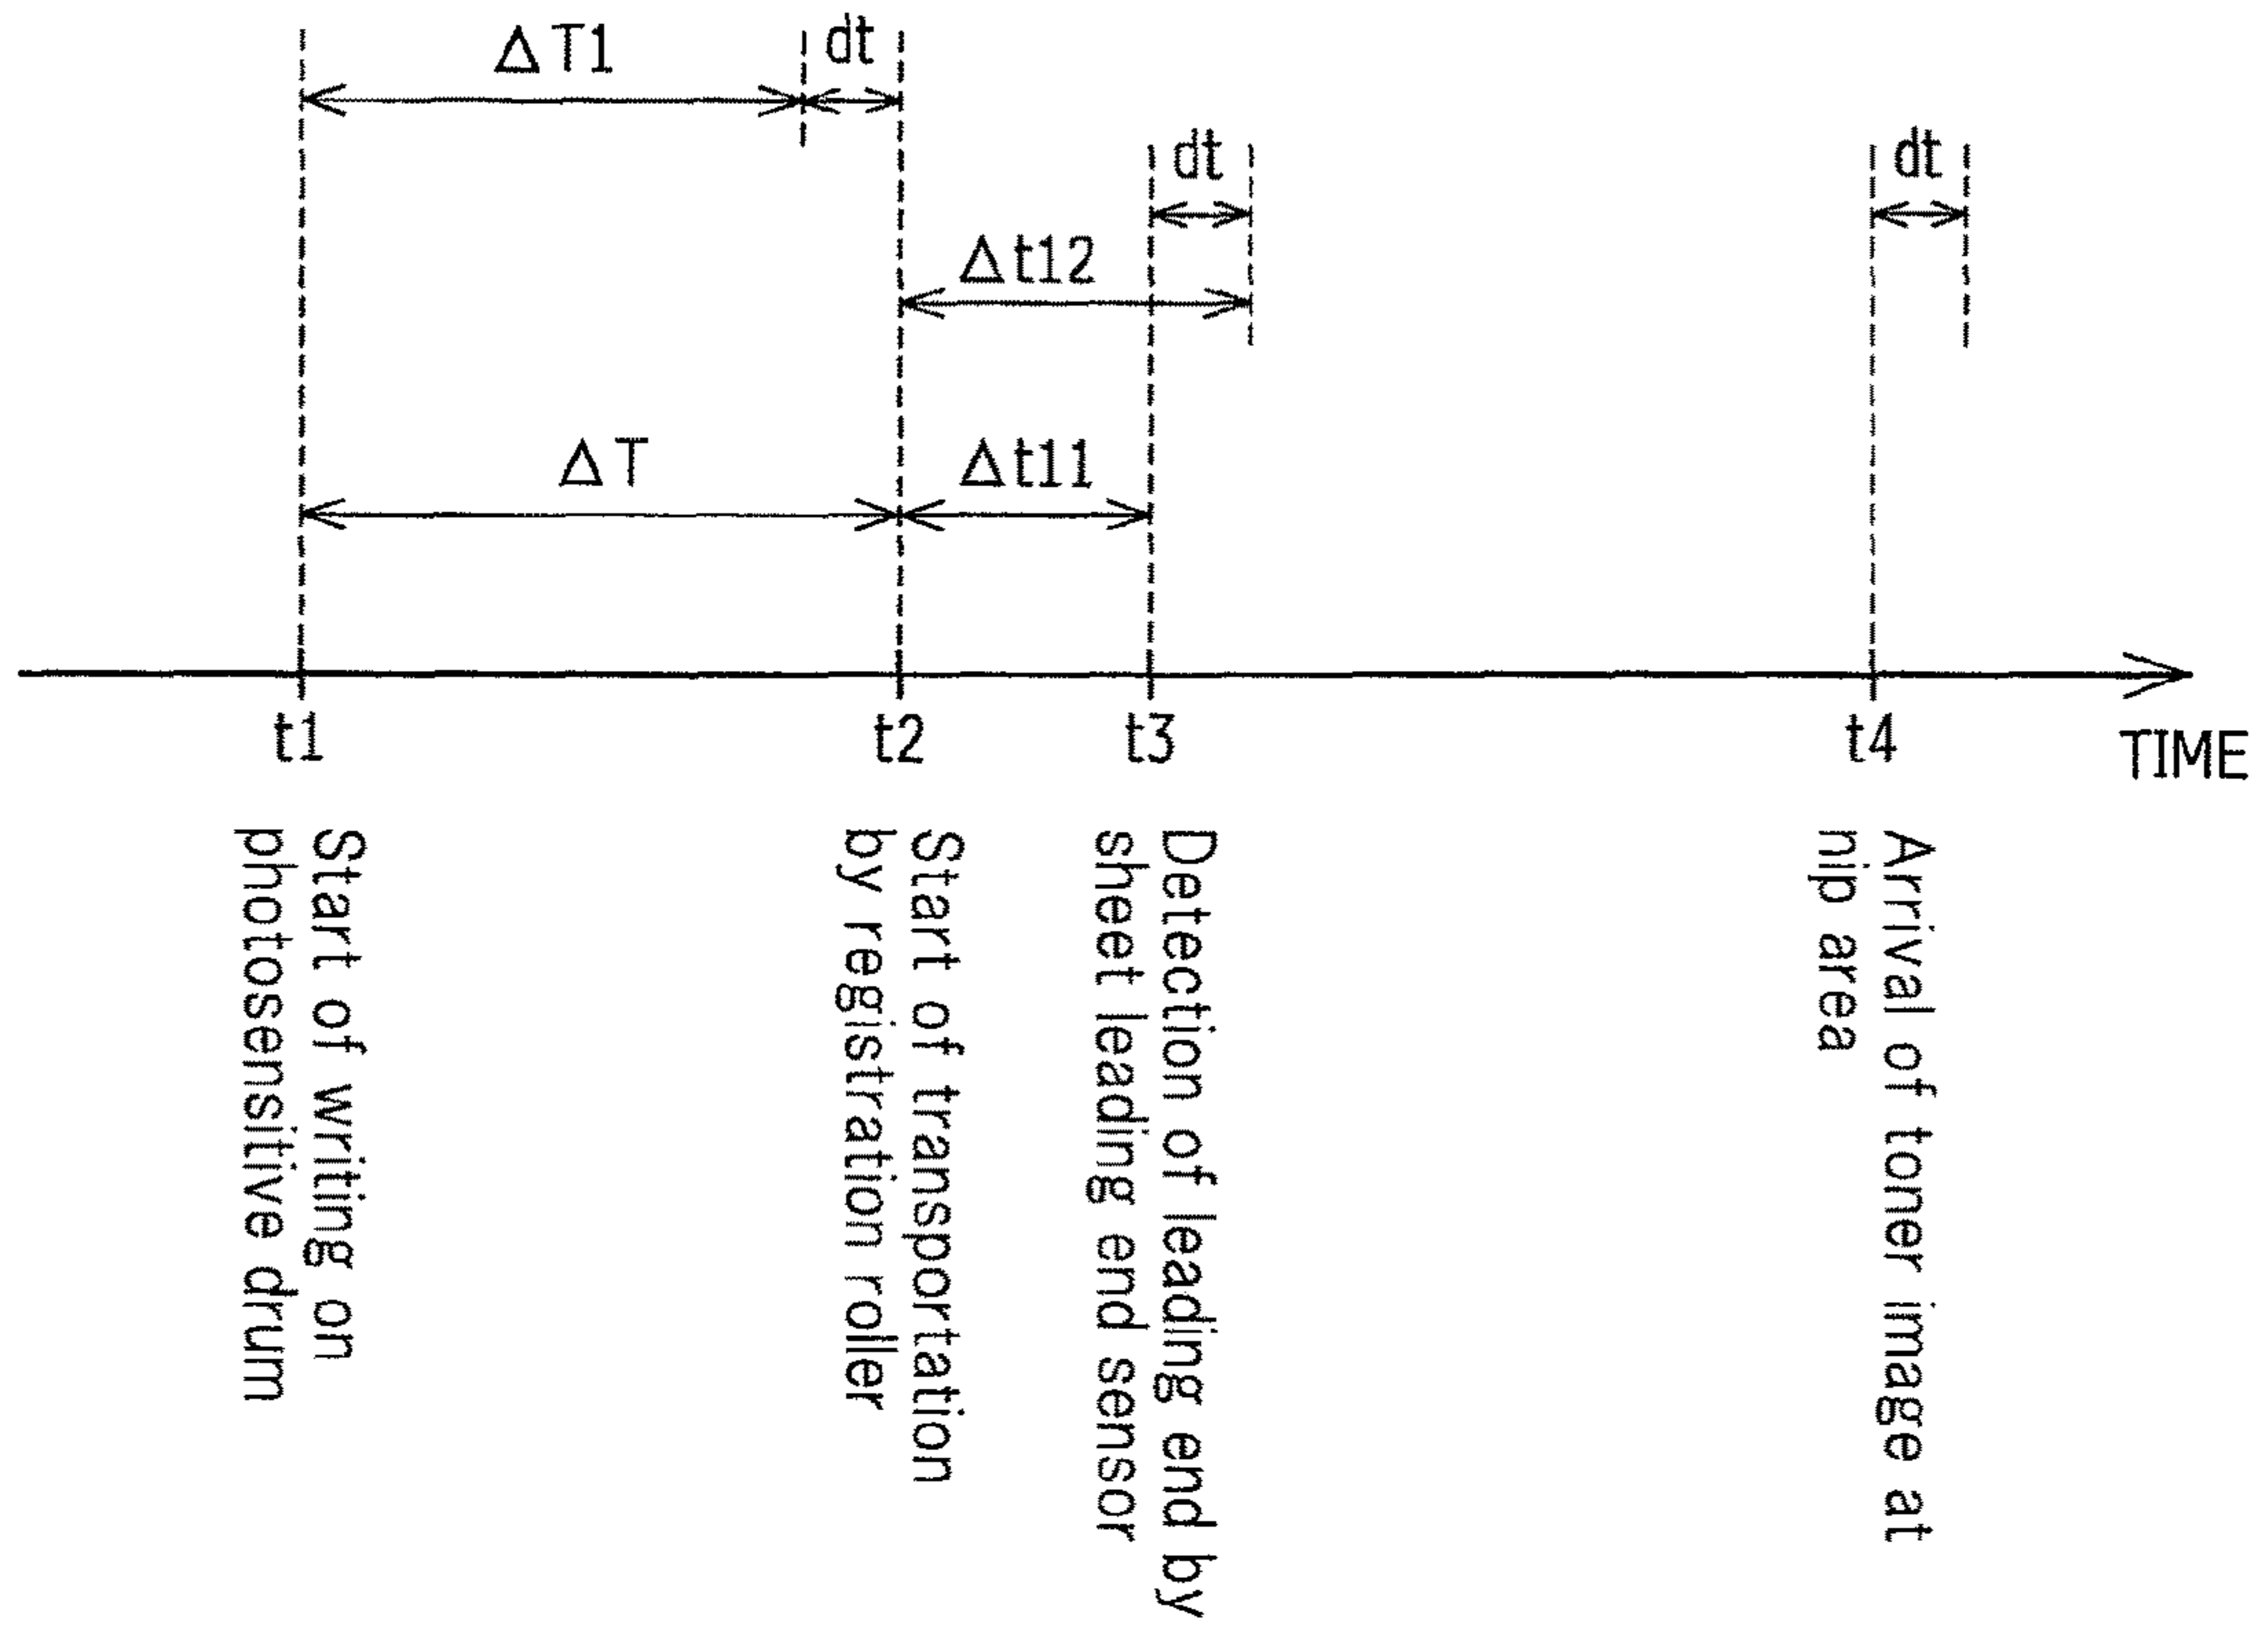 ΔT1
dt
dt
dt
Δt12
ΔT
Δt11
t1
t2
t3
t4
TIME
Start of writing on
photosensitive drum
Start of transportation
by registration roller
Detection of leading end by
sheet leading end sensor
Arrival of toner image at
nip area